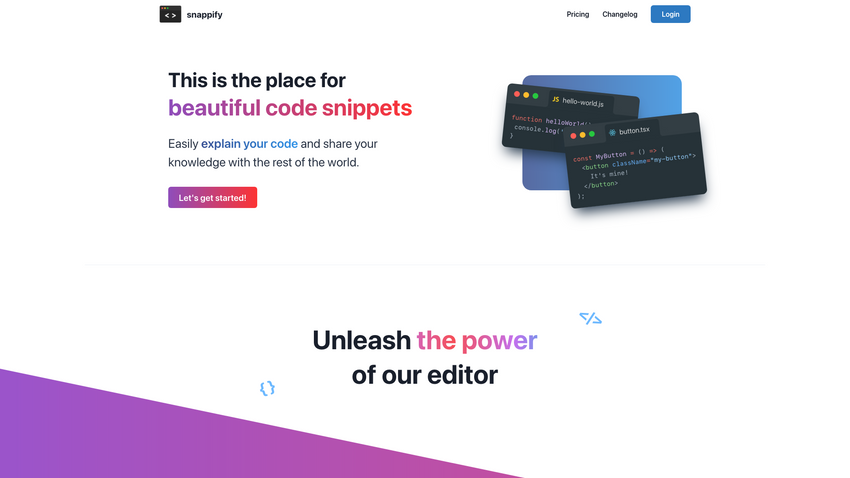 < >
snappify
Pricing
Changelog
Login
This is the place for
beautiful code snippets
Easily explain your code and share your
knowledge with the rest of the world.
Let's get started!
JS hello-world.js
function helloWorld()
console.log(
}
button.tsx
const MyButton = () => (
<button className="my-button">
It's mine!
</button>
);
Unleash the power
of our editor
</>
{}